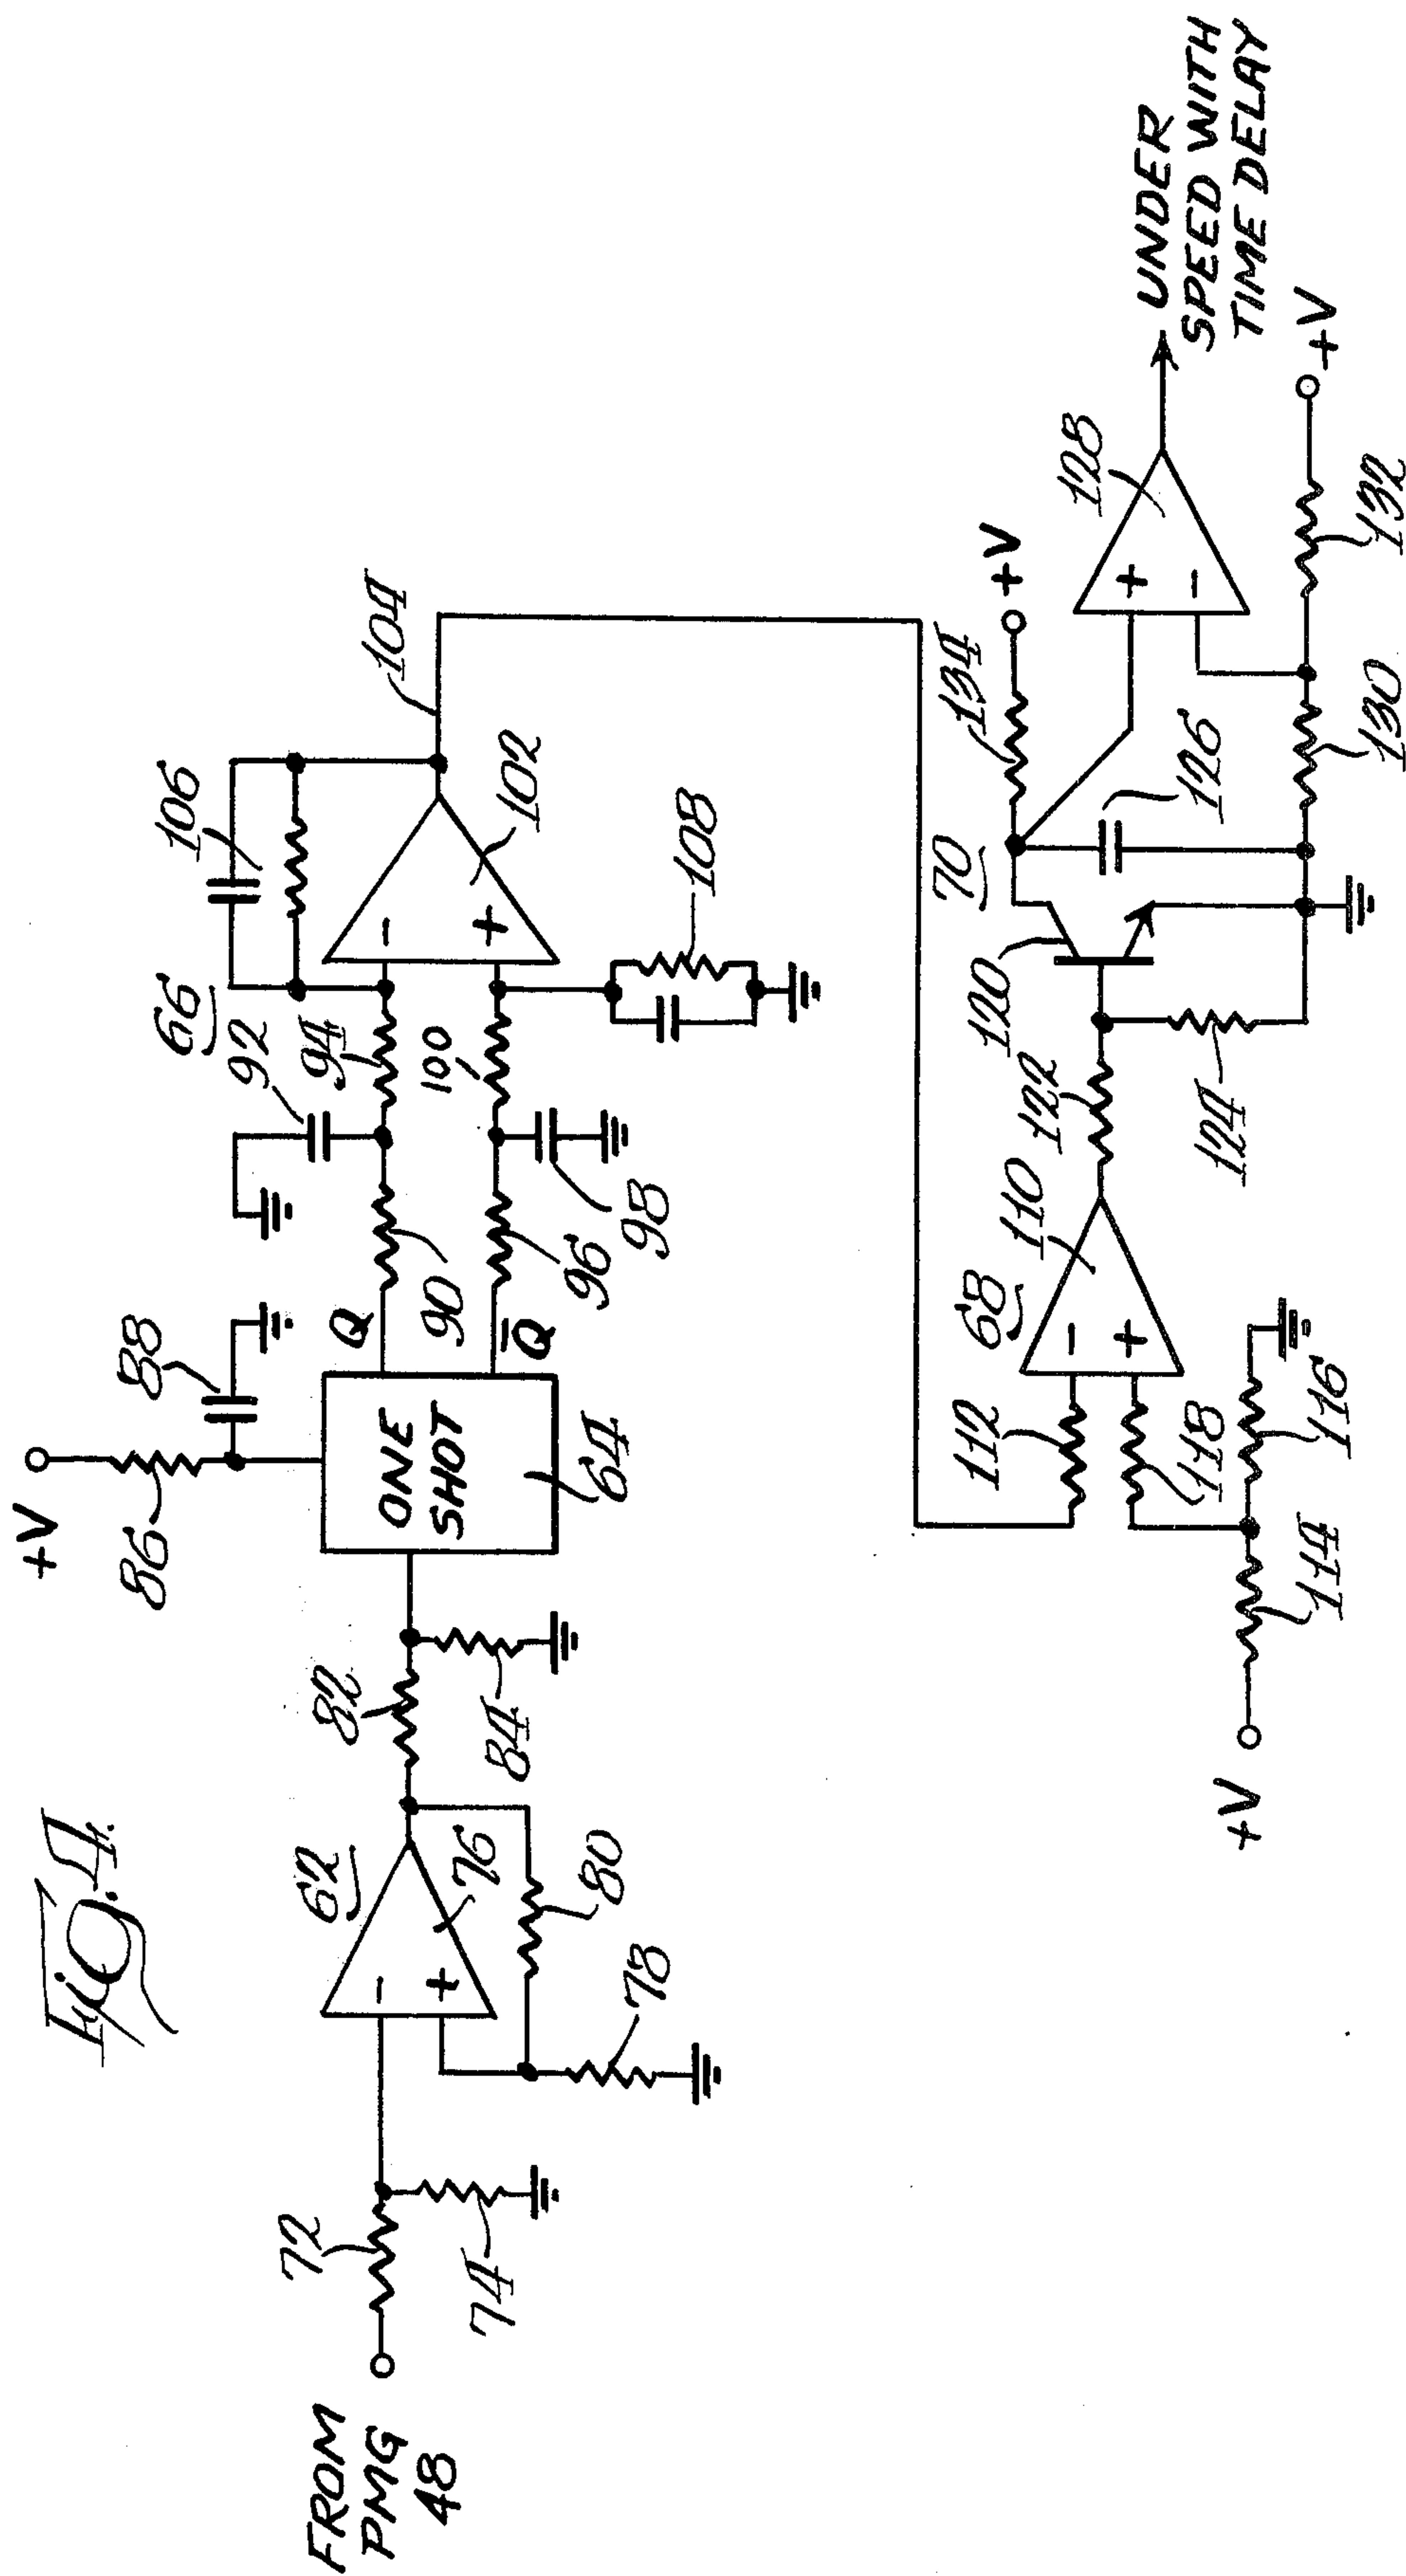 Fig. 4
FROM
PMG
48
72
74
62
76
78
80
82
84
+V
86
88
ONE
SHOT
64
Q
Q̅
90
92
94
96
98
100
66
106
102
104
108
+V
114
116
118
112
68
110
122
124
120
70
126
134
+V
128
130
132
+V
UNDER
SPEED WITH
TIME DELAY